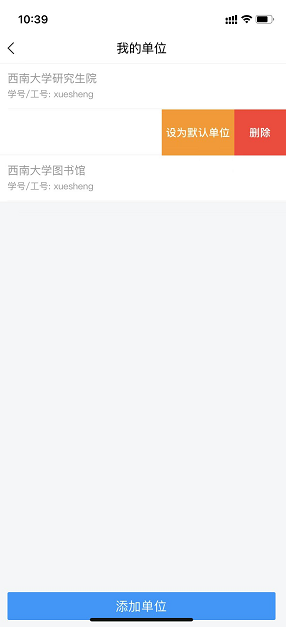 10:39
我的单位
西南大学研究生院
学号/工号: xuesheng
设为默认单位
删除
西南大学图书馆
学号/工号: xuesheng
添加单位